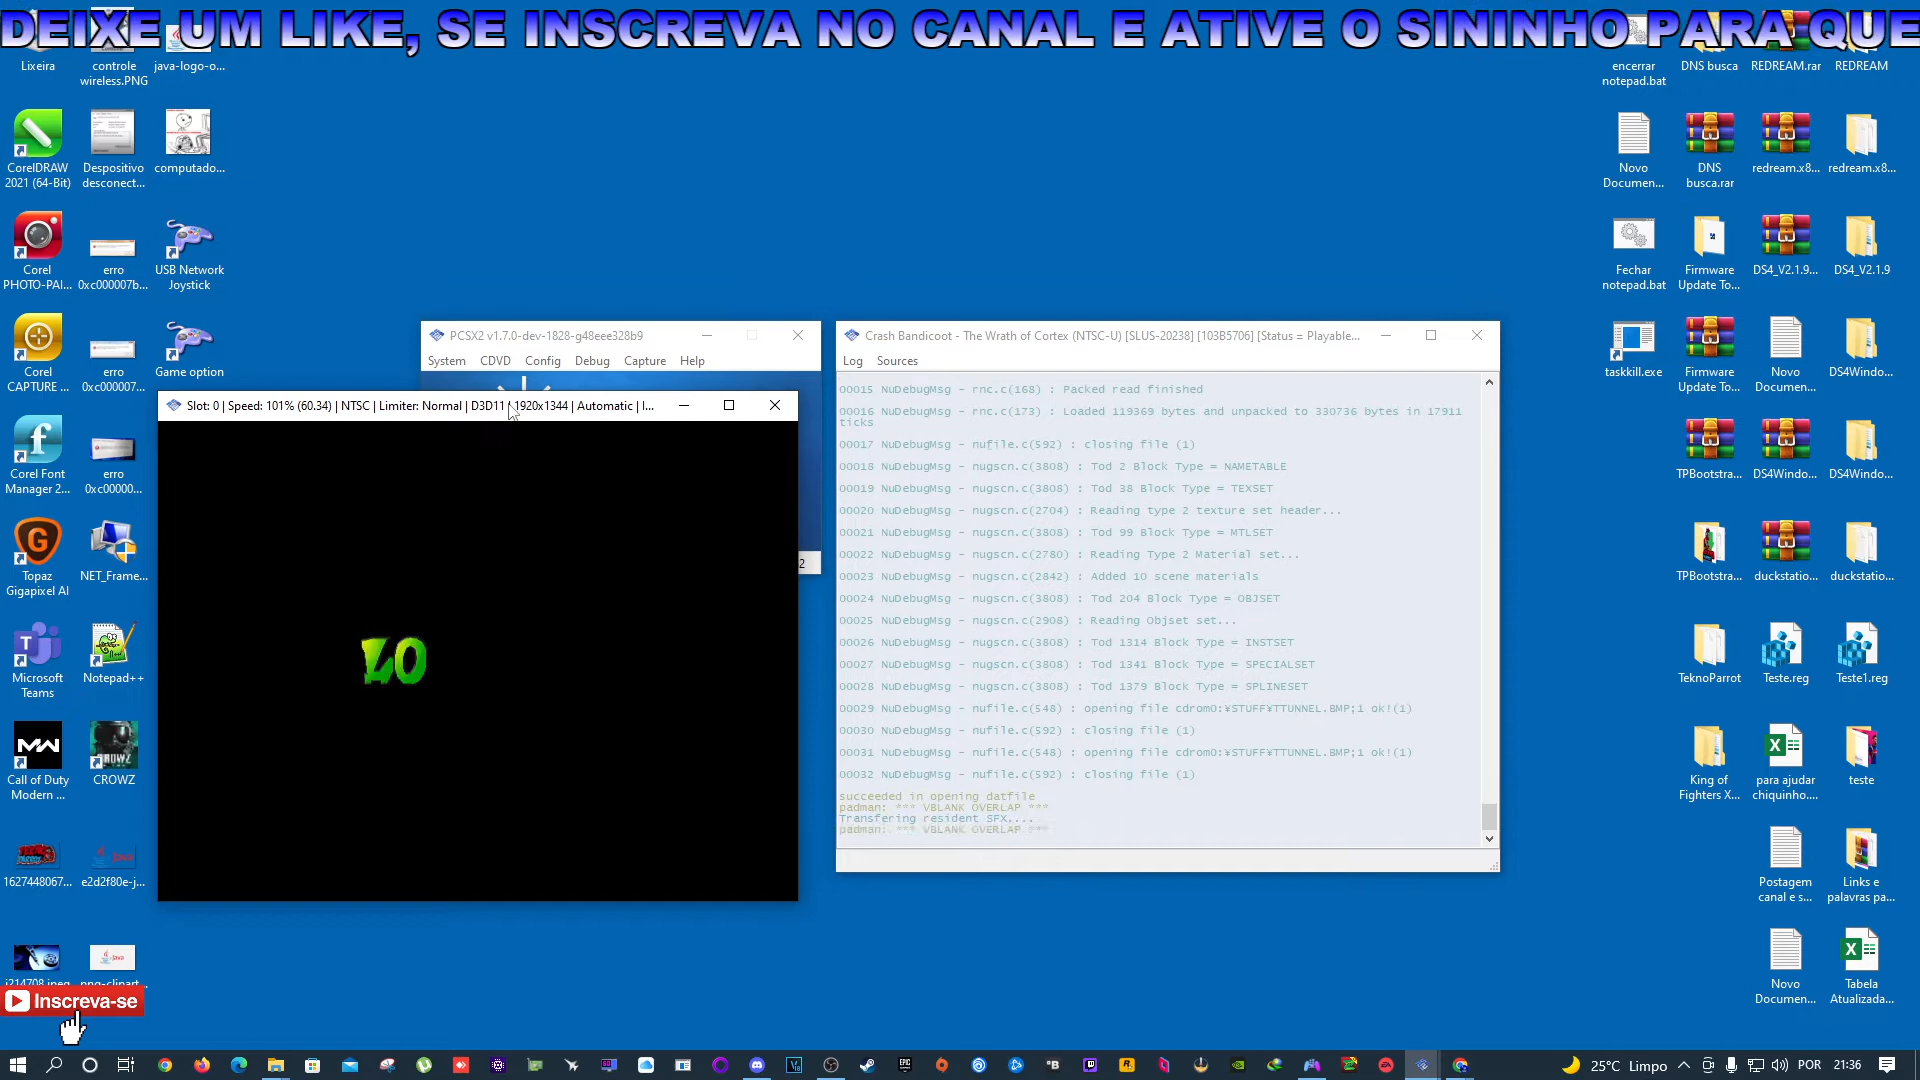 DEIXE UM LIKE, SE INSCREVA NO CANAL E ATIVE O SININHO PARA QUE
Lixeira
controle
wireless.PNG
java-logo-o...
encerrar
notepad.bat
DNS busca
REDREAM.rar
REDREAM
CorelDRAW
2021 (64-Bit)
Despositivo
desconect...
computado...
Novo
Documen...
DNS
busca.rar
redream.x8...
redream.x8...
Corel
PHOTO-PAI...
erro
0xc000007b...
USB Network
Joystick
Fechar
notepad.bat
Firmware
Update To...
DS4_V2.1.9...
DS4_V2.1.9
Corel
CAPTURE ...
erro
0xc000007...
Game option
taskkill.exe
Firmware
Update To...
Novo
Documen...
DS4Windo...
Corel Font
Manager 2...
erro
0xc00000...
TPBootstra...
DS4Windo...
DS4Windo...
Topaz
Gigapixel AI
NET_Frame...
TPBootstra...
duckstatio...
duckstatio...
Microsoft
Teams
Notepad++
TeknoParrot
Teste.reg
Teste1.reg
Call of Duty
Modern ...
CROWZ
King of
Fighters X...
para ajudar
chiquinho....
teste
1627448067...
e2d2f80e-j...
Postagem
canal e s...
Links e
palavras pa...
i214708.jpeg
png-clipart...
Novo
Documen...
Tabela
Atualizada...
Inscreva-se
PCSX2 v1.7.0-dev-1828-g48eee328b9
System CDVD Config Debug Capture Help
Slot: 0 | Speed: 101% (60.34) | NTSC | Limiter: Normal | D3D11 | 1920x1344 | Automatic | I...
LO
Crash Bandicoot - The Wrath of Cortex (NTSC-U) [SLUS-20238] [103B5706] [Status = Playable...
Log Sources
00015 NuDebugMsg - rnc.c(168) : Packed read finished
00016 NuDebugMsg - rnc.c(173) : Loaded 119369 bytes and unpacked to 330736 bytes in 17911
ticks
00017 NuDebugMsg - nufile.c(592) : closing file (1)
00018 NuDebugMsg - nugscn.c(3808) : Tod 2 Block Type = NAMETABLE
00019 NuDebugMsg - nugscn.c(3808) : Tod 38 Block Type = TEXSET
00020 NuDebugMsg - nugscn.c(2704) : Reading type 2 texture set header...
00021 NuDebugMsg - nugscn.c(3808) : Tod 99 Block Type = MTLSET
00022 NuDebugMsg - nugscn.c(2780) : Reading Type 2 Material set...
00023 NuDebugMsg - nugscn.c(2842) : Added 10 scene materials
00024 NuDebugMsg - nugscn.c(3808) : Tod 204 Block Type = OBJSET
00025 NuDebugMsg - nugscn.c(2908) : Reading Objset set...
00026 NuDebugMsg - nugscn.c(3808) : Tod 1314 Block Type = INSTSET
00027 NuDebugMsg - nugscn.c(3808) : Tod 1341 Block Type = SPECIALSET
00028 NuDebugMsg - nugscn.c(3808) : Tod 1379 Block Type = SPLINESET
00029 NuDebugMsg - nufile.c(548) : opening file cdrom0:¥STUFF¥TTUNNEL.BMP;1 ok!(1)
00030 NuDebugMsg - nufile.c(592) : closing file (1)
00031 NuDebugMsg - nufile.c(548) : opening file cdrom0:¥STUFF¥TTUNNEL.BMP;1 ok!(1)
00032 NuDebugMsg - nufile.c(592) : closing file (1)
succeeded in opening datfile
padman: *** VBLANK OVERLAP ***
Transfering resident SFX....
padman: *** VBLANK OVERLAP ***
25°C Limpo
POR
21:36